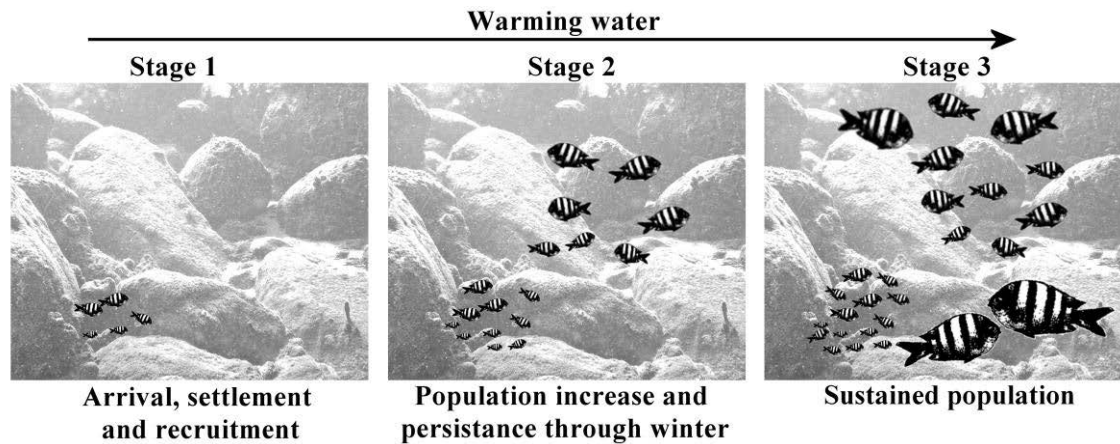 Warming water
Stage 1
Stage 2
Stage 3
Arrival, settlement
and recruitment
Population increase and
persistance through winter
Sustained population